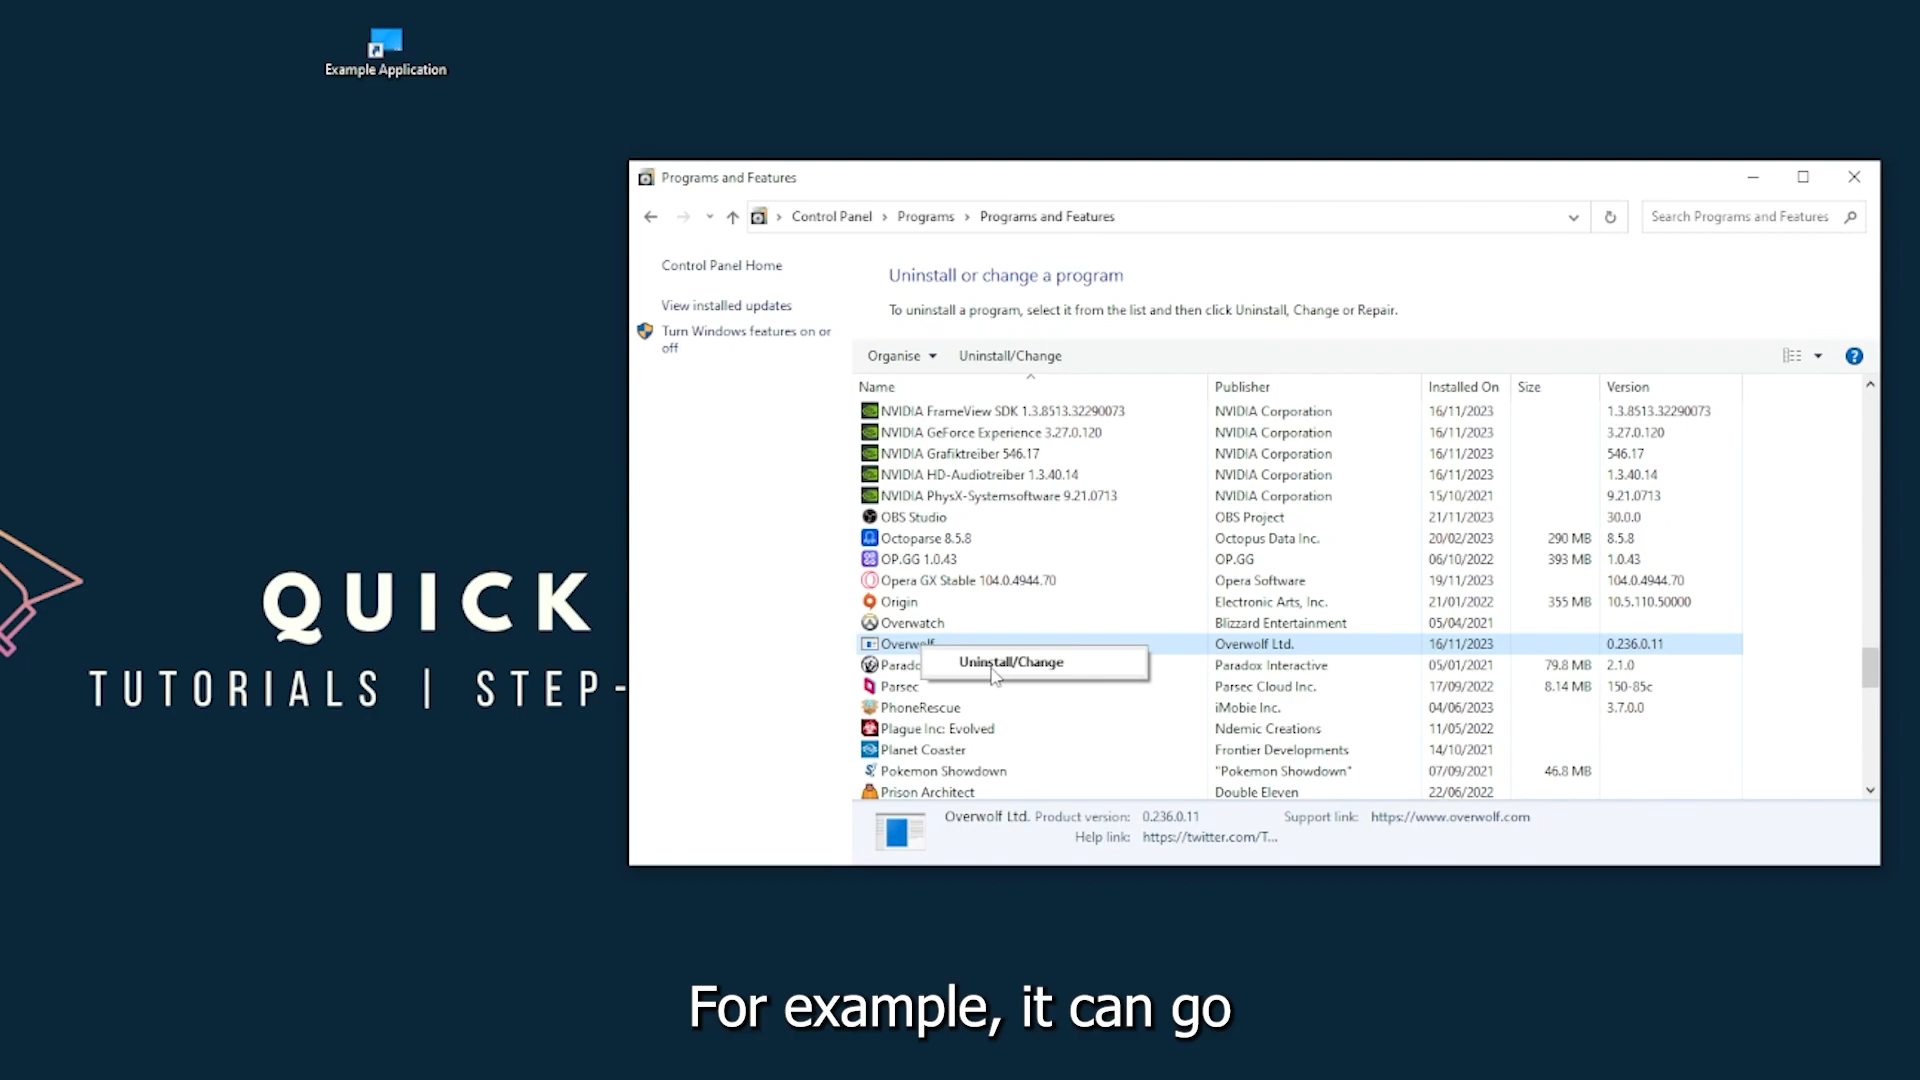 Example Application
Programs and Features
Control Panel > Programs > Programs and Features
Search Programs and Features
Control Panel Home
View installed updates
Turn Windows features on or
off
Uninstall or change a program
To uninstall a program, select it from the list and then click Uninstall, Change or Repair.
Organise Uninstall/Change
Name Publisher Installed On Size Version
NVIDIA FrameView SDK 1.3.8513.32290073 NVIDIA Corporation 16/11/2023 1.3.8513.32290073
NVIDIA GeForce Experience 3.27.0.120 NVIDIA Corporation 16/11/2023 3.27.0.120
NVIDIA Grafiktreiber 546.17 NVIDIA Corporation 16/11/2023 546.17
NVIDIA HD-Audiotreiber 1.3.40.14 NVIDIA Corporation 16/11/2023 1.3.40.14
NVIDIA PhysX-Systemsoftware 9.21.0713 NVIDIA Corporation 15/10/2021 9.21.0713
OBS Studio OBS Project 21/11/2023 30.0.0
Octoparse 8.5.8 Octopus Data Inc. 20/02/2023 290 MB 8.5.8
OP.GG 1.0.43 OP.GG 06/10/2022 393 MB 1.0.43
Opera GX Stable 104.0.4944.70 Opera Software 19/11/2023 104.0.4944.70
Origin Electronic Arts, Inc. 21/01/2022 355 MB 10.5.110.50000
Overwatch Blizzard Entertainment 05/04/2021
Overwolf Overwolf Ltd. 16/11/2023 0.236.0.11
Uninstall/Change
Parado Paradox Interactive 05/01/2021 79.8 MB 2.1.0
Parsec Parsec Cloud Inc. 17/09/2022 8.14 MB 150-85c
PhoneRescue iMobie Inc. 04/06/2023 3.7.0.0
Plague Inc: Evolved Ndemic Creations 11/05/2022
Planet Coaster Frontier Developments 14/10/2021
Pokemon Showdown "Pokemon Showdown" 07/09/2021 46.8 MB
Prison Architect Double Eleven 22/06/2022
Overwolf Ltd. Product version: 0.236.0.11 Support link: https://www.overwolf.com
Help link: https://twitter.com/T...
QUICK
TUTORIALS | STEP-
For example, it can go